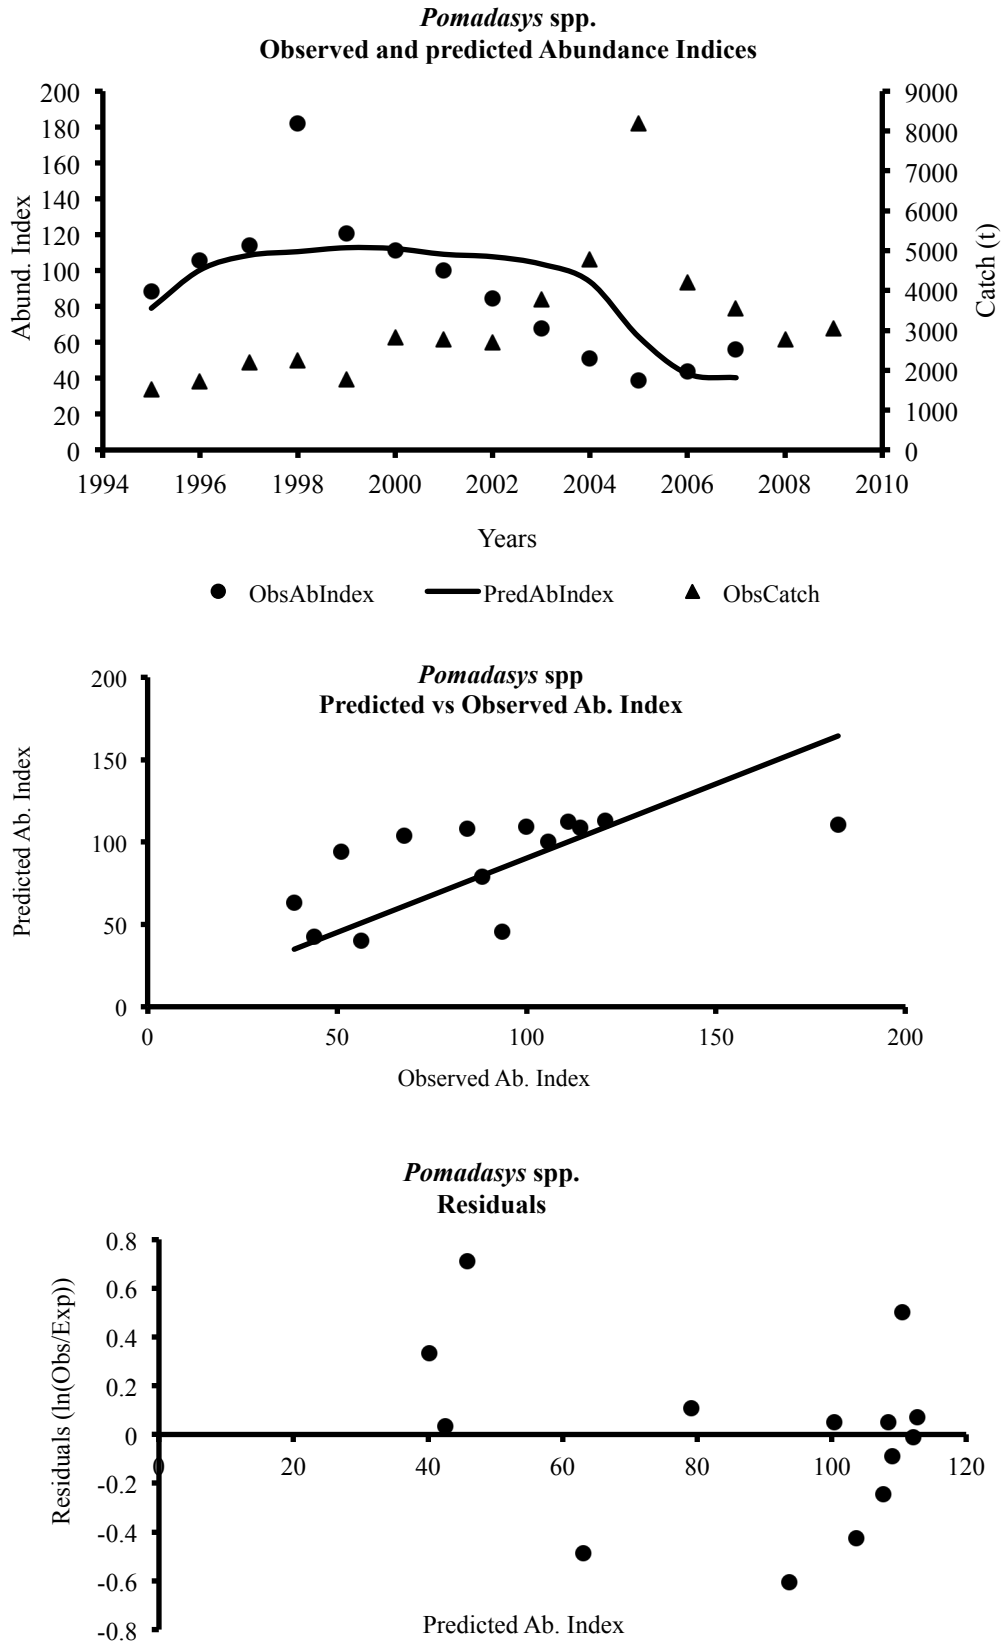 Pomadasys spp.
Observed and predicted Abundance Indices
200
180
160
140
120
100
80
60
40
20
0
Abund. Index
9000
8000
7000
6000
5000
4000
3000
2000
1000
0
Catch (t)
1994 1996 1998 2000 2002 2004 2006 2008 2010
Years
ObsAbIndex PredAbIndex ObsCatch
Pomadasys spp
Predicted vs Observed Ab. Index
200
150
100
50
0
Predicted Ab. Index
0 50 100 150 200
Observed Ab. Index
Pomadasys spp.
Residuals
0.8
0.6
0.4
0.2
0
-0.2
-0.4
-0.6
-0.8
Residuals (ln(Obs/Exp))
0 20 40 60 80 100 120
Predicted Ab. Index